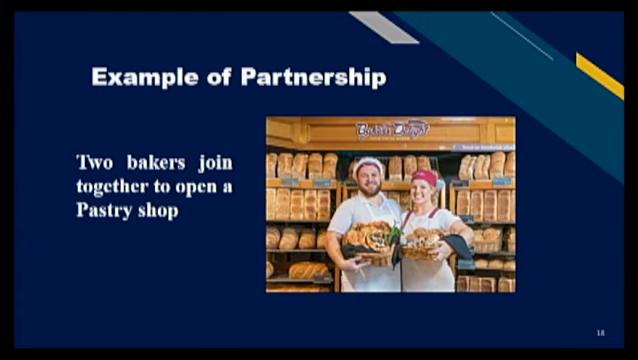 Example of Partnership
Two bakers join
together to open a
Pastry shop
18